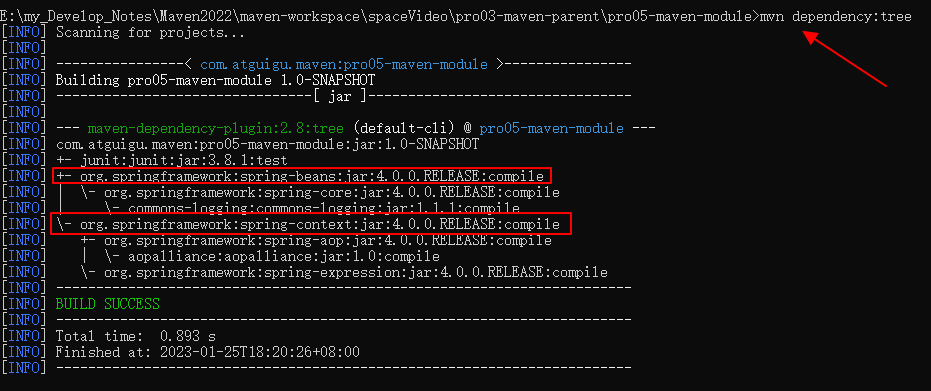 E:\my_Develop_Notes\Maven2022\maven-workspace\spaceVideo\pro03-mven-parent\pro05-maven-module>mvn dependency:tree
[INFO] Scanning for projects...
[INFO]
[INFO] ---------------< com.atguigu.maven:pro05-maven-module >---------------
[INFO] Building pro05-maven-module 1.0-SNAPSHOT
[INFO] --------------------------------[ jar ]---------------------------------
[INFO]
[INFO] --- maven-dependency-plugin:2.8:tree (default-cli) @ pro05-maven-module ---
[INFO] com.atguigu.maven:pro05-maven-module:jar:1.0-SNAPSHOT
[INFO] +- junit:junit:jar:3.8.1:test
[INFO] +- org.springframework:spring-beans:jar:4.0.0.RELEASE:compile
[INFO] |  \- org.springframework:spring-core:jar:4.0.0.RELEASE:compile
[INFO] |     \- commons-logging:commons-logging:jar:1.1.1:compile
[INFO] \- org.springframework:spring-context:jar:4.0.0.RELEASE:compile
[INFO]    +- org.springframework:spring-aop:jar:4.0.0.RELEASE:compile
[INFO]    |  \- aopalliance:aopalliance:jar:1.0:compile
[INFO]    \- org.springframework:spring-expression:jar:4.0.0.RELEASE:compile
[INFO] ------------------------------------------------------------------------
[INFO] BUILD SUCCESS
[INFO] ------------------------------------------------------------------------
[INFO] Total time:  0.893 s
[INFO] Finished at: 2023-01-25T18:20:26+08:00
[INFO] ------------------------------------------------------------------------